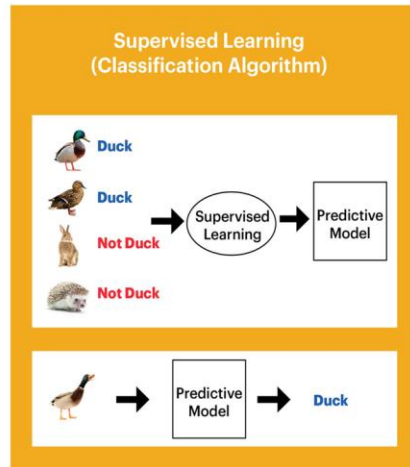 Supervised Learning
(Classification Algorithm)
Duck
Duck
Not Duck
Not Duck
Supervised
Learning
Predictive
Model
Predictive
Model
Duck